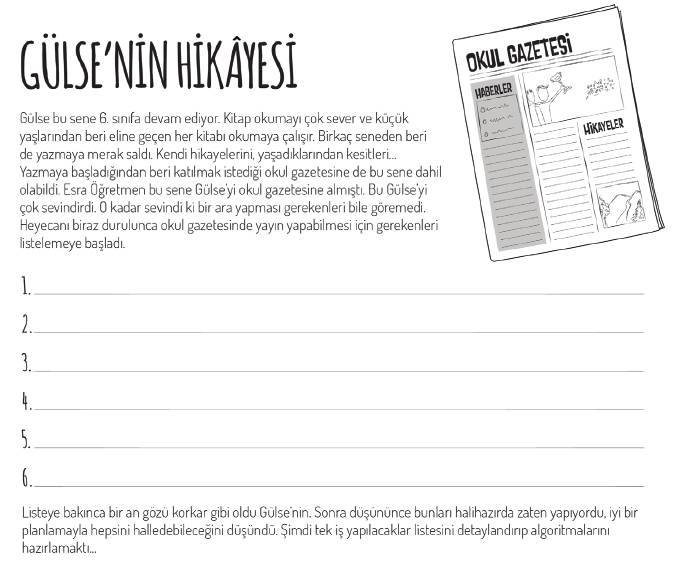 GÜLSE'NİN HİKÂYESİ
Gülse bu sene 6. sınıfa devam ediyor. Kitap okumayı çok sever ve küçük
yaşlarından beri eline geçen her kitabı okumaya çalışır. Birkaç seneden beri
de yazmaya merak saldı. Kendi hikayelerini, yaşadıklarından kesitleri...
Yazmaya başladığından beri katılmak istediği okul gazetesine de bu sene dahil
olabildi. Esra Öğretmen bu sene Gülse'yi okul gazetesine almıştı. Bu Gülse'yi
çok sevindirdi. O kadar sevindi ki bir ara yapması gerekenleri bile göremedi.
Heyecanı biraz durulunca okul gazetesinde yayın yapabilmesi için gerekenleri
listelemeye başladı.
OKUL GAZETESİ
HABERLER
HİKAYELER
1.
2.
3.
4.
5.
6.
Listeye bakınca bir an gözü korkar gibi oldu Gülse'nin. Sonra düşününce bunları halihazırda zaten yapıyordu, iyi bir
planlamayla hepsini halledebileceğini düşündü. Şimdi tek iş yapılacaklar listesini detaylandırıp algoritmalarını
hazırlamaktı...